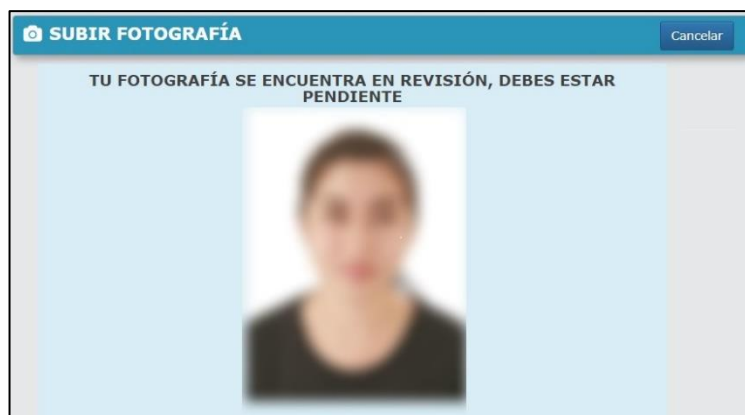 SUBIR FOTOGRAFÍA
Cancelar
TU FOTOGRAFÍA SE ENCUENTRA EN REVISIÓN, DEBES ESTAR
PENDIENTE